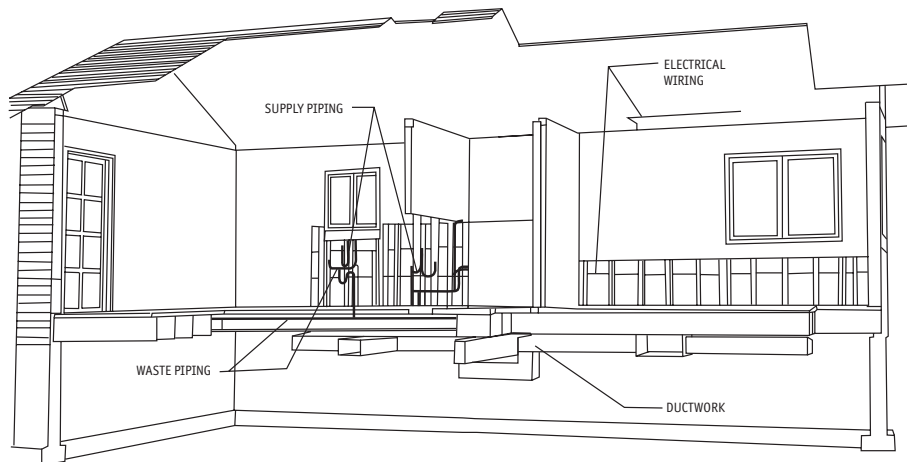 ELECTRICAL
WIRING
SUPPLY PIPING
WASTE PIPING
DUCTWORK